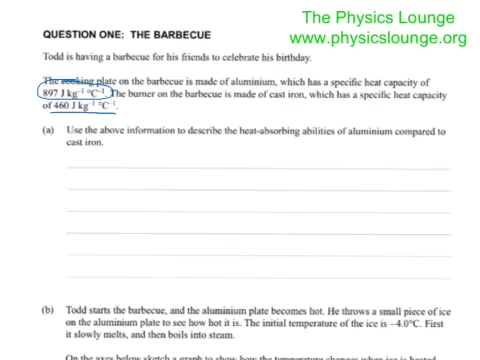 The Physics Lounge
www.physicslounge.org
QUESTION ONE: THE BARBECUE
Todd is having a barbecue for his friends to celebrate his birthday.
The cooking plate on the barbecue is made of aluminium, which has a specific heat capacity of
897 J kg⁻¹ °C⁻¹. The burner on the barbecue is made of cast iron, which has a specific heat capacity
of 460 J kg⁻¹ °C⁻¹.
(a) Use the above information to describe the heat-absorbing abilities of aluminium compared to
cast iron.
(b) Todd starts the barbecue, and the aluminium plate becomes hot. He throws a small piece of ice
on the aluminium plate to see how hot it is. The initial temperature of the ice is –4.0°C. First
it slowly melts, and then boils into steam.
On the axes below sketch a graph to show how the temperature changes when ice is heated